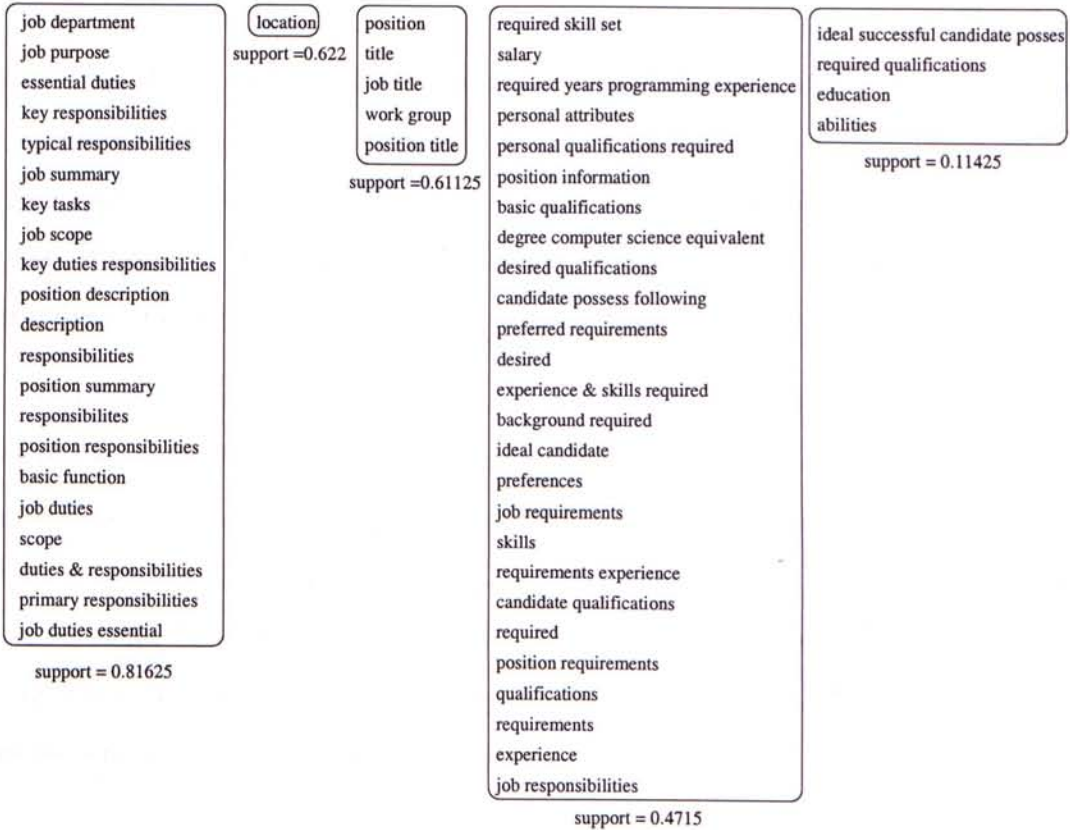 job department
job purpose
essential duties
key responsibilities
typical responsibilities
job summary
key tasks
job scope
key duties responsibilities
position description
description
responsibilities
position summary
responsibilites
position responsibilities
basic function
job duties
scope
duties & responsibilities
primary responsibilities
job duties essential
support = 0.81625
location
support =0.622
position
title
job title
work group
position title
support =0.61125
required skill set
salary
required years programming experience
personal attributes
personal qualifications required
position information
basic qualifications
degree computer science equivalent
desired qualifications
candidate possess following
preferred requirements
desired
experience & skills required
background required
ideal candidate
preferences
job requirements
skills
requirements experience
candidate qualifications
required
position requirements
qualifications
requirements
experience
job responsibilities
support = 0.4715
ideal successful candidate posses
required qualifications
education
abilities
support = 0.11425